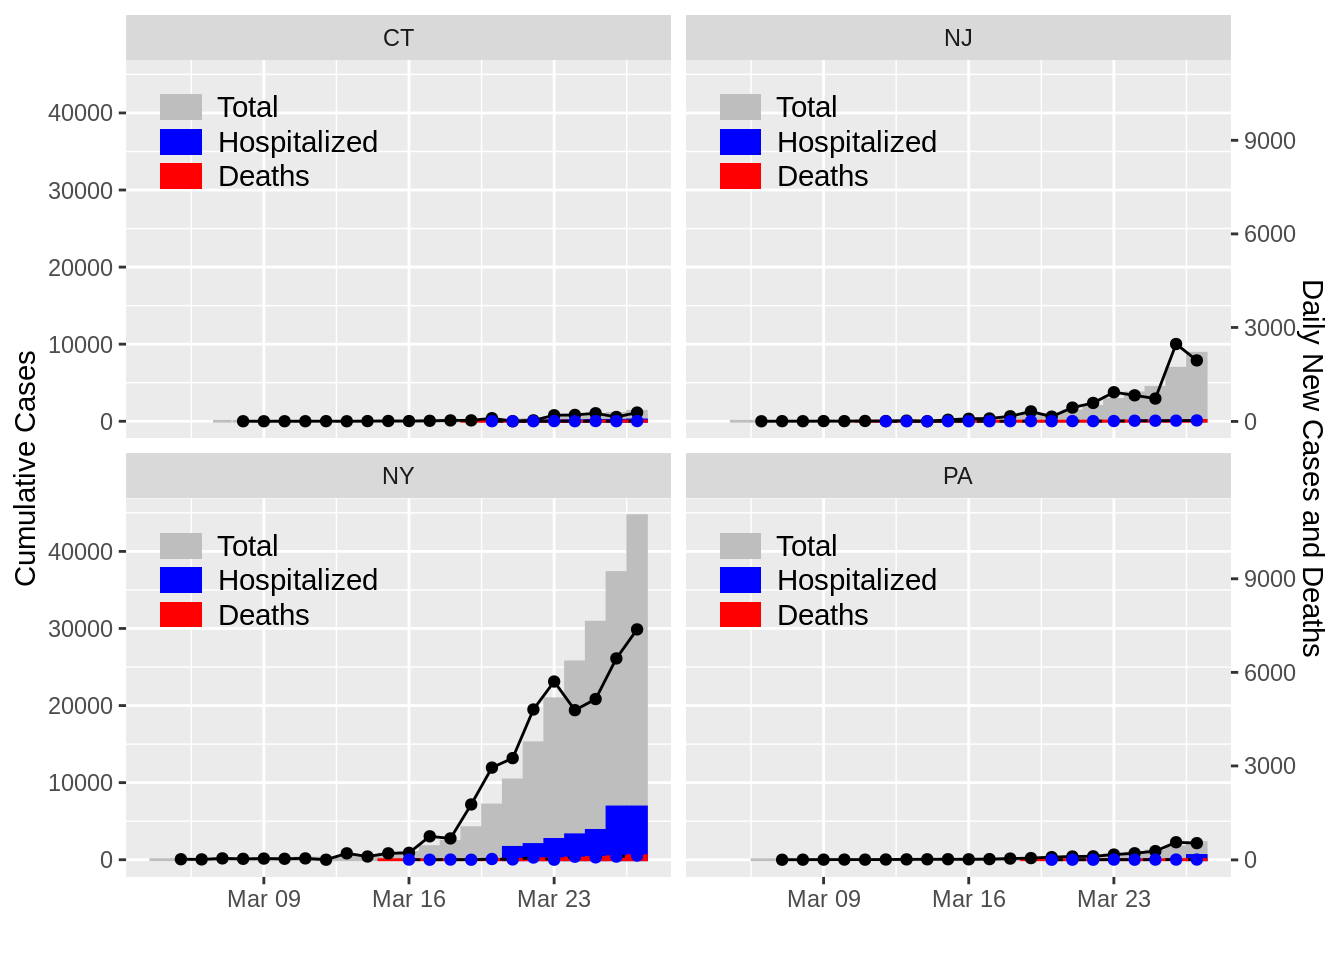 CT
NJ
Total
Hospitalized
Deaths
Total
Hospitalized
Deaths
40000
30000
20000
10000
0
9000
6000
3000
0
NY
PA
Total
Hospitalized
Deaths
Total
Hospitalized
Deaths
40000
30000
20000
10000
0
9000
6000
3000
0
Mar 09
Mar 16
Mar 23
Mar 09
Mar 16
Mar 23
Cumulative Cases
Daily New Cases and Deaths